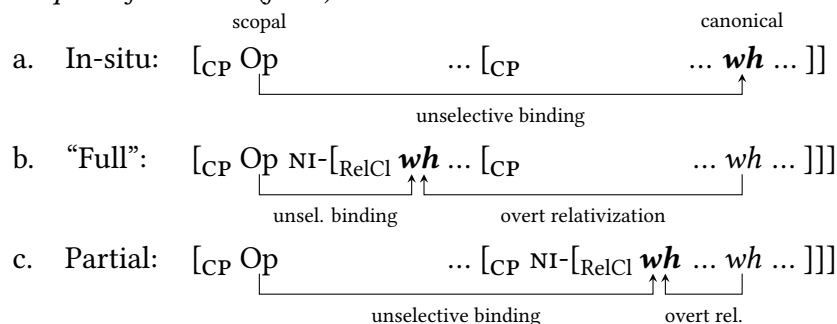 scopal canonical
a. In-situ: [CP Op ... [CP ... wh ... ]]
unselective binding
b. “Full”: [CP Op NI-[RelCl wh ... [CP ... wh ... ]]]
unsel. binding overt relativization
c. Partial: [CP Op ... [CP NI-[RelCl wh ... wh ... ]]]
unselective binding overt rel.